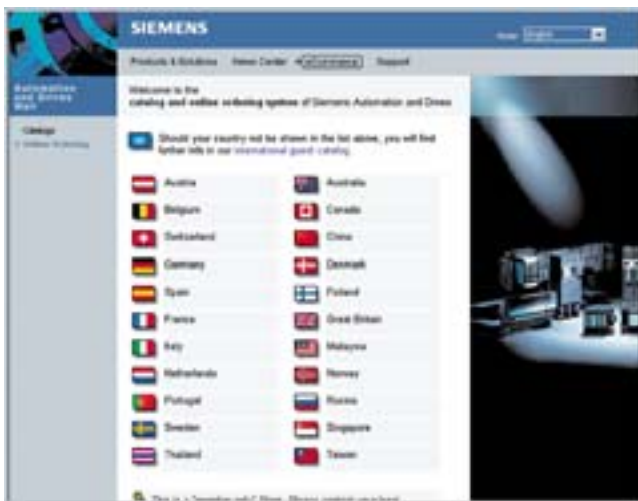 SIEMENS
English
Products & Solutions Service Center eCommerce Support
Automation and Drives Mall
Welcome to the
catalog and online ordering system of Siemens Automation and Drives
Catalogs
Should your country not be shown in the list above, you will find
further info in our international guest catalog.
Austria Australia
Belgium Canada
Switzerland China
Germany Denmark
Spain Finland
France Great Britain
Italy Malaysia
Netherlands Norway
Portugal Russia
Sweden Singapore
Thailand Taiwan